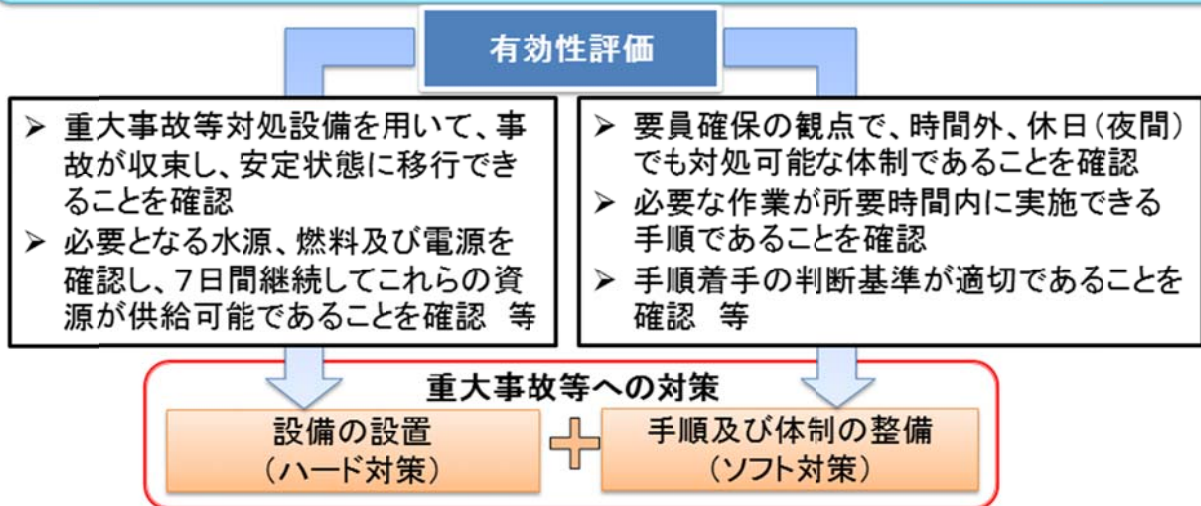 有効性評価
➢ 重大事故等対処設備を用いて、事
故が収束し、安定状態に移行でき
ることを確認
➢ 必要となる水源、燃料及び電源を
確認し、7日間継続してこれらの資
源が供給可能であることを確認 等
➢ 要員確保の観点で、時間外、休日(夜間)
でも対処可能な体制であることを確認
➢ 必要な作業が所要時間内に実施できる
手順であることを確認
➢ 手順着手の判断基準が適切であることを
確認 等
重大事故等への対策
設備の設置
(ハード対策)
+
手順及び体制の整備
(ソフト対策)